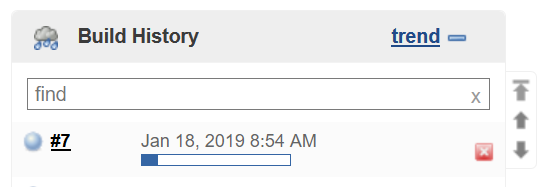 Build History trend
find x
#7 Jan 18, 2019 8:54 AM